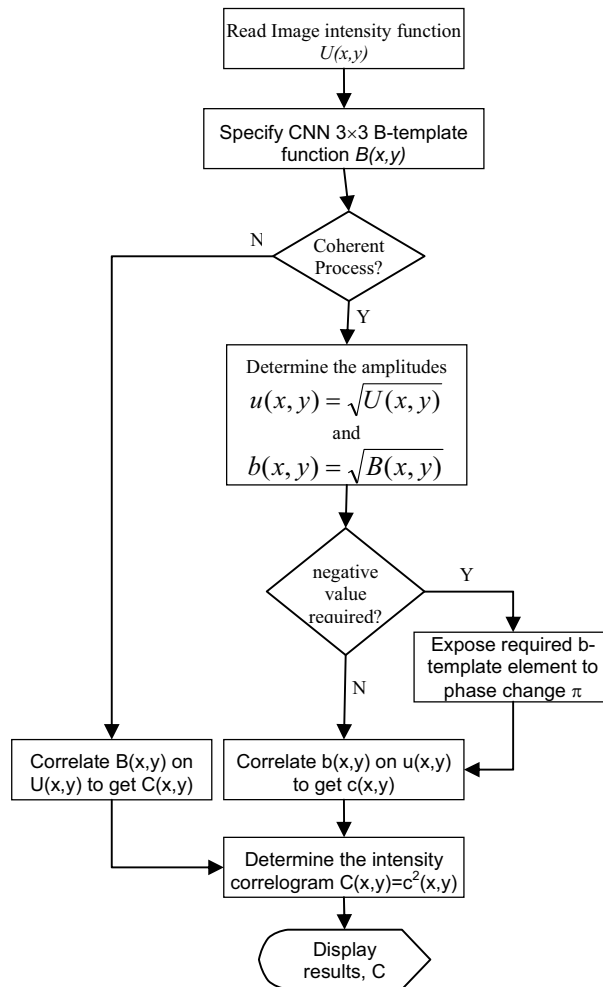 Read Image intensity function
U(x,y)
Specify CNN 3×3 B-template
function B(x,y)
N
Coherent
Process?
Y
Determine the amplitudes
u(x, y) = √U(x, y)
and
b(x, y) = √B(x, y)
negative
value
required?
Y
Expose required b-
template element to
phase change π
N
Correlate B(x,y) on
U(x,y) to get C(x,y)
Correlate b(x,y) on u(x,y)
to get c(x,y)
Determine the intensity
correlogram C(x,y)=c²(x,y)
Display
results, C